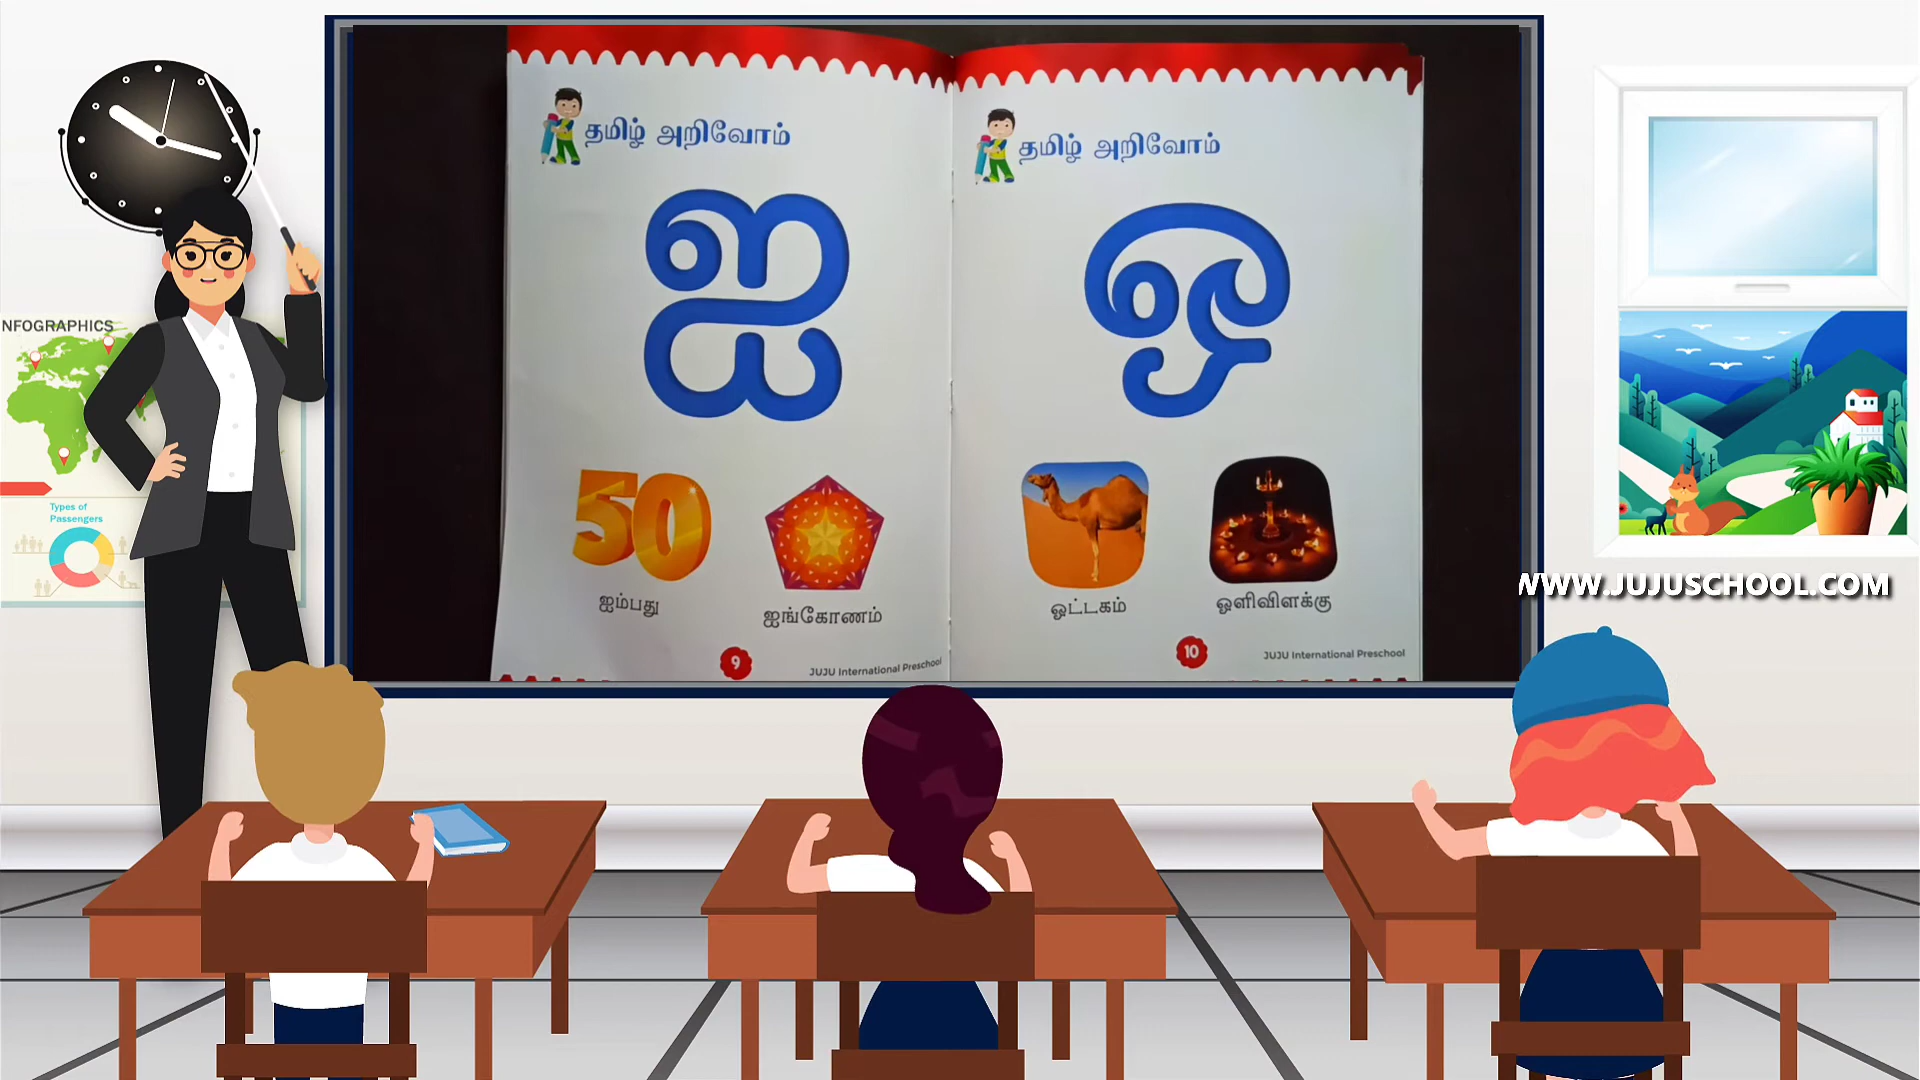 NFOGRAPHICS
Types of
Passengers
தமிழ் அறிவோம்
ஐ
50
ஐம்பது
ஐங்கோணம்
9
JUJU International Preschool
தமிழ் அறிவோம்
ஒ
ஒட்டகம்
ஒளிவிளக்கு
10
JUJU International Preschool
WWW.JUJUSCHOOL.COM